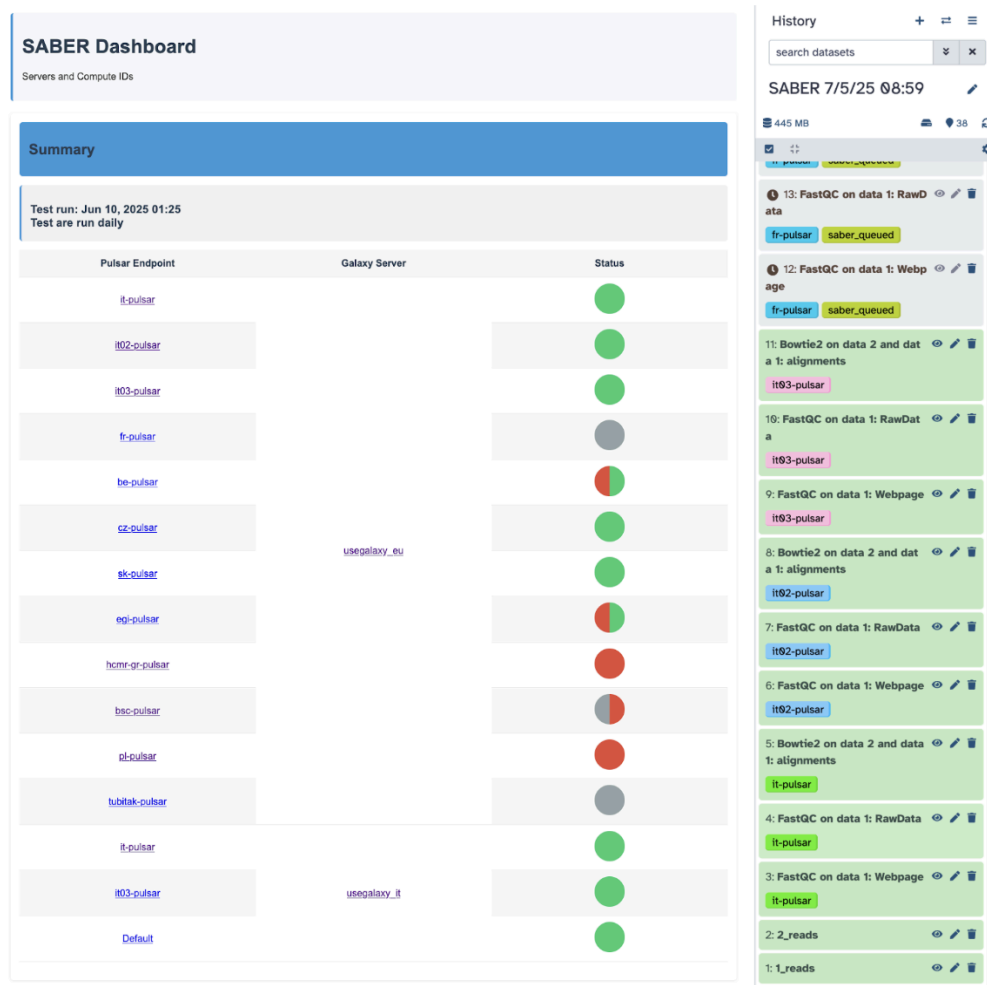 SABER Dashboard
Servers and Compute IDs
Summary
Test run: Jun 10, 2025 01:25
Test are run daily
Pulsar Endpoint Galaxy Server Status
it-pulsar
it02-pulsar
it03-pulsar
fr-pulsar
be-pulsar
cz-pulsar
usegalaxy_eu
sk-pulsar
egi-pulsar
hcmr-gr-pulsar
bsc-pulsar
pl-pulsar
tubitak-pulsar
it-pulsar
it03-pulsar usegalaxy_it
Default
History
search datasets
SABER 7/5/25 08:59
445 MB 38
fr-pulsar saber_queued
13: FastQC on data 1: RawD
ata
fr-pulsar saber_queued
12: FastQC on data 1: Webp
age
fr-pulsar saber_queued
11: Bowtie2 on data 2 and dat
a 1: alignments
it03-pulsar
10: FastQC on data 1: RawDat
a
it03-pulsar
9: FastQC on data 1: Webpage
it03-pulsar
8: Bowtie2 on data 2 and dat
a 1: alignments
it02-pulsar
7: FastQC on data 1: RawData
it02-pulsar
6: FastQC on data 1: Webpage
it02-pulsar
5: Bowtie2 on data 2 and data
1: alignments
it-pulsar
4: FastQC on data 1: RawData
it-pulsar
3: FastQC on data 1: Webpage
it-pulsar
2: 2_reads
1: 1_reads